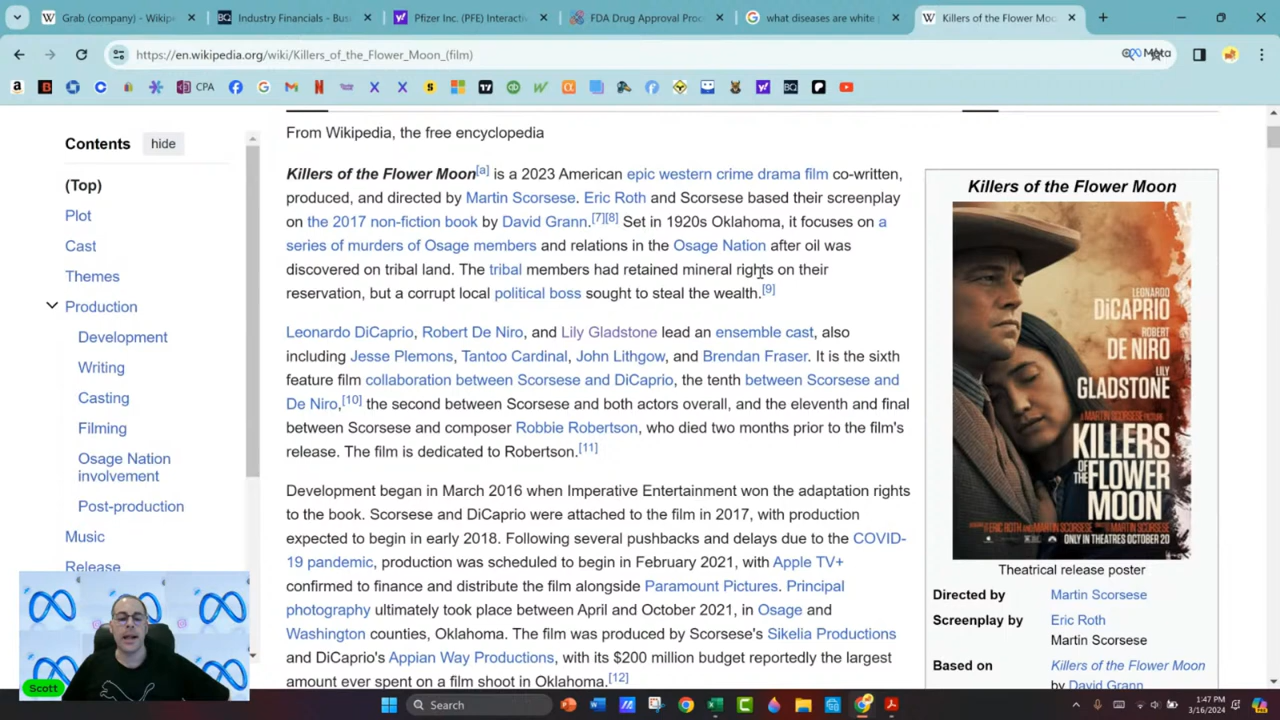 Grab (company) - Wikipe
Industry Financials - Bus
Pfizer Inc. (PFE) Interacti
FDA Drug Approval Proc
what diseases are white
Killers of the Flower Moo
https://en.wikipedia.org/wiki/Killers_of_the_Flower_Moon_(film)
Meta
CPA
Contents
hide
(Top)
Plot
Cast
Themes
Production
Development
Writing
Casting
Filming
Osage Nation
involvement
Post-production
Music
Release
From Wikipedia, the free encyclopedia
Killers of the Flower Moon[a] is a 2023 American epic western crime drama film co-written,
produced, and directed by Martin Scorsese. Eric Roth and Scorsese based their screenplay
on the 2017 non-fiction book by David Grann.[7][8] Set in 1920s Oklahoma, it focuses on a
series of murders of Osage members and relations in the Osage Nation after oil was
discovered on tribal land. The tribal members had retained mineral rights on their
reservation, but a corrupt local political boss sought to steal the wealth.[9]
Leonardo DiCaprio, Robert De Niro, and Lily Gladstone lead an ensemble cast, also
including Jesse Plemons, Tantoo Cardinal, John Lithgow, and Brendan Fraser. It is the sixth
feature film collaboration between Scorsese and DiCaprio, the tenth between Scorsese and
De Niro,[10] the second between Scorsese and both actors overall, and the eleventh and final
between Scorsese and composer Robbie Robertson, who died two months prior to the film's
release. The film is dedicated to Robertson.[11]
Development began in March 2016 when Imperative Entertainment won the adaptation rights
to the book. Scorsese and DiCaprio were attached to the film in 2017, with production
expected to begin in early 2018. Following several pushbacks and delays due to the COVID-
19 pandemic, production was scheduled to begin in February 2021, with Apple TV+
confirmed to finance and distribute the film alongside Paramount Pictures. Principal
photography ultimately took place between April and October 2021, in Osage and
Washington counties, Oklahoma. The film was produced by Scorsese's Sikelia Productions
and DiCaprio's Appian Way Productions, with its $200 million budget reportedly the largest
amount ever spent on a film shoot in Oklahoma.[12]
Killers of the Flower Moon
LEONARDO
DiCAPRIO
ROBERT
DE NIRO
LILY
GLADSTONE
A MARTIN SCORSESE PICTURE
KILLERS
OF THE FLOWER
MOON
ERIC ROTH AND MARTIN SCORSESE
MARTIN SCORSESE
ONLY IN THEATRES OCTOBER 20
Theatrical release poster
Directed by Martin Scorsese
Screenplay by Eric Roth
Martin Scorsese
Based on Killers of the Flower Moon
by David Grann
Scott
Search
1:47 PM
3/16/2024